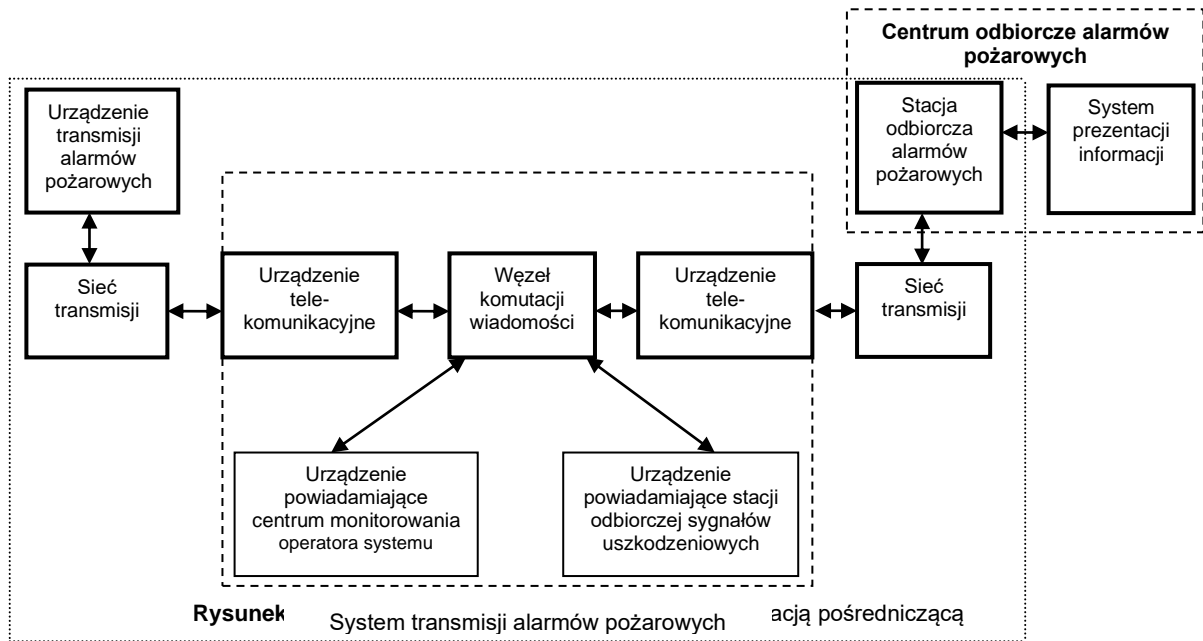 Centrum odbiorcze alarmów
pożarowych
Urządzenie
transmisji
alarmów
pożarowych
Stacja
odbiorcza
alarmów
pożarowych
System
prezentacji
informacji
Sieć
transmisji
Urządzenie
tele-
komunikacyjne
Węzeł
komutacji
wiadomości
Urządzenie
tele-
komunikacyjne
Sieć
transmisji
Urządzenie
powiadamiające
centrum monitorowania
operatora systemu
Urządzenie
powiadamiające stacji
odbiorczej sygnałów
uszkodzeniowych
Rysunek System transmisji alarmów pożarowych acją pośredniczącą